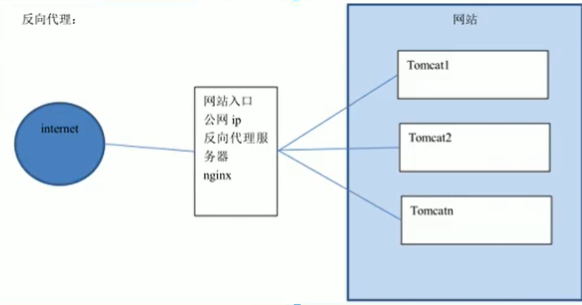 反向代理：
网站
internet
网站入口
公网 ip
反向代理服
务器
nginx
Tomcat1
Tomcat2
Tomcatn